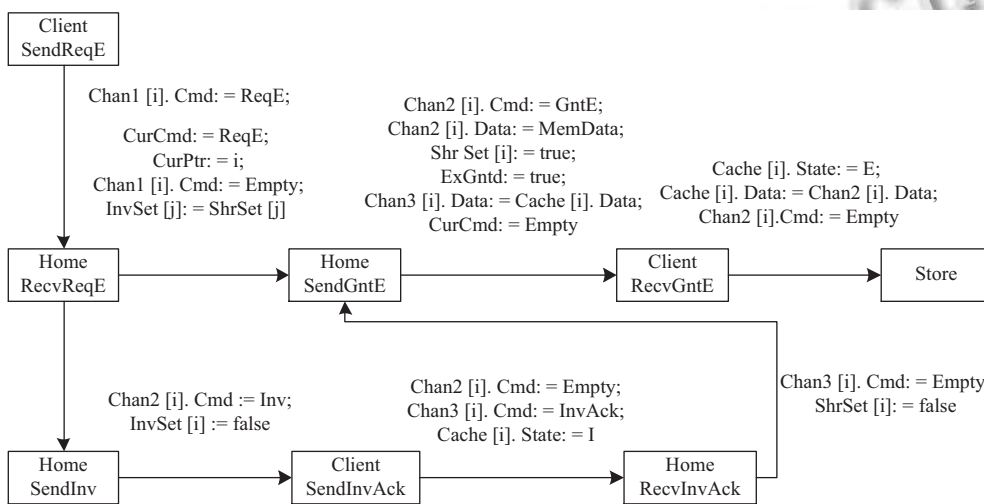 Client
SendReqE
Chan1 [i]. Cmd: = ReqE;
CurCmd: = ReqE;
CurPtr: = i;
Chan1 [i]. Cmd: = Empty;
InvSet [j]: = ShrSet [j]
Chan2 [i]. Cmd: = GntE;
Chan2 [i]. Data: = MemData;
Shr Set [i]: = true;
ExGntd: = true;
Chan3 [i]. Data: = Cache [i]. Data;
CurCmd: = Empty
Cache [i]. State: = E;
Cache [i]. Data: = Chan2 [i]. Data;
Chan2 [i].Cmd: = Empty
Home
RecvReqE
Home
SendGntE
Client
RecvGntE
Store
Chan2 [i]. Cmd := Inv;
InvSet [i] := false
Chan2 [i]. Cmd: = Empty;
Chan3 [i]. Cmd: = InvAck;
Cache [i]. State: = I
Chan3 [i]. Cmd: = Empty
ShrSet [i]: = false
Home
SendInv
Client
SendInvAck
Home
RecvInvAck